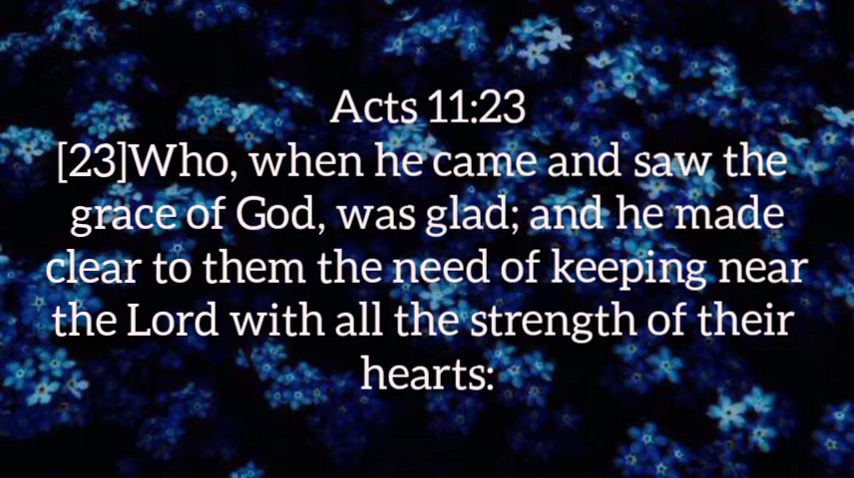 Acts 11:23
[23]Who, when he came and saw the
grace of God, was glad; and he made
clear to them the need of keeping near
the Lord with all the strength of their
hearts: